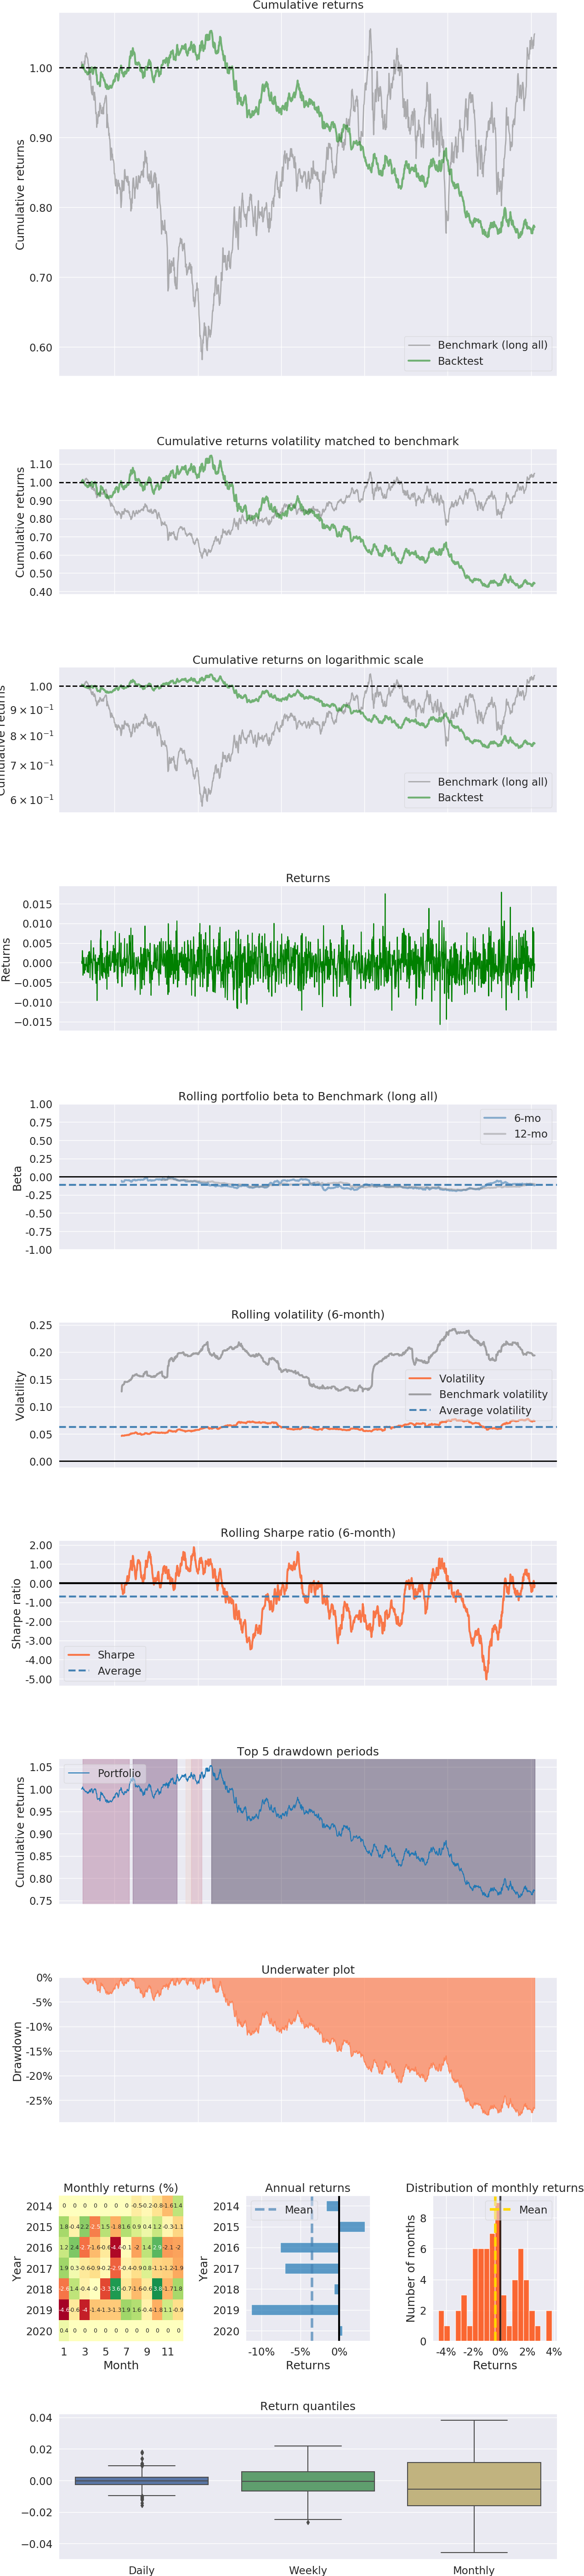 Cumulative returns
Cumulative returns
1.00
0.90
0.80
0.70
0.60
Benchmark (long all)
Backtest
Cumulative returns volatility matched to benchmark
Cumulative returns
1.10
1.00
0.90
0.80
0.70
0.60
0.50
0.40
Cumulative returns on logarithmic scale
Cumulative returns
1.00
9 × 10⁻¹
8 × 10⁻¹
7 × 10⁻¹
6 × 10⁻¹
Benchmark (long all)
Backtest
Returns
Returns
0.015
0.010
0.005
0.000
−0.005
−0.010
−0.015
Rolling portfolio beta to Benchmark (long all)
Beta
1.00
0.75
0.50
0.25
0.00
-0.25
-0.50
-0.75
-1.00
6-mo
12-mo
Rolling volatility (6-month)
Volatility
0.25
0.20
0.15
0.10
0.05
0.00
Volatility
Benchmark volatility
Average volatility
Rolling Sharpe ratio (6-month)
Sharpe ratio
2.00
1.00
0.00
-1.00
-2.00
-3.00
-4.00
-5.00
Sharpe
Average
Top 5 drawdown periods
Cumulative returns
1.05
1.00
0.95
0.90
0.85
0.80
0.75
Portfolio
Underwater plot
Drawdown
0%
-5%
-10%
-15%
-20%
-25%
Monthly returns (%)
Year
2014
2015
2016
2017
2018
2019
2020
1 3 5 7 9 11
Month
Annual returns
Year
2014
2015
2016
2017
2018
2019
2020
Mean
-10% -5% 0%
Returns
Distribution of monthly returns
Number of months
8
6
4
2
0
Mean
-4% -2% 0% 2% 4%
Returns
Return quantiles
0.04
0.02
0.00
−0.02
−0.04
Daily Weekly Monthly